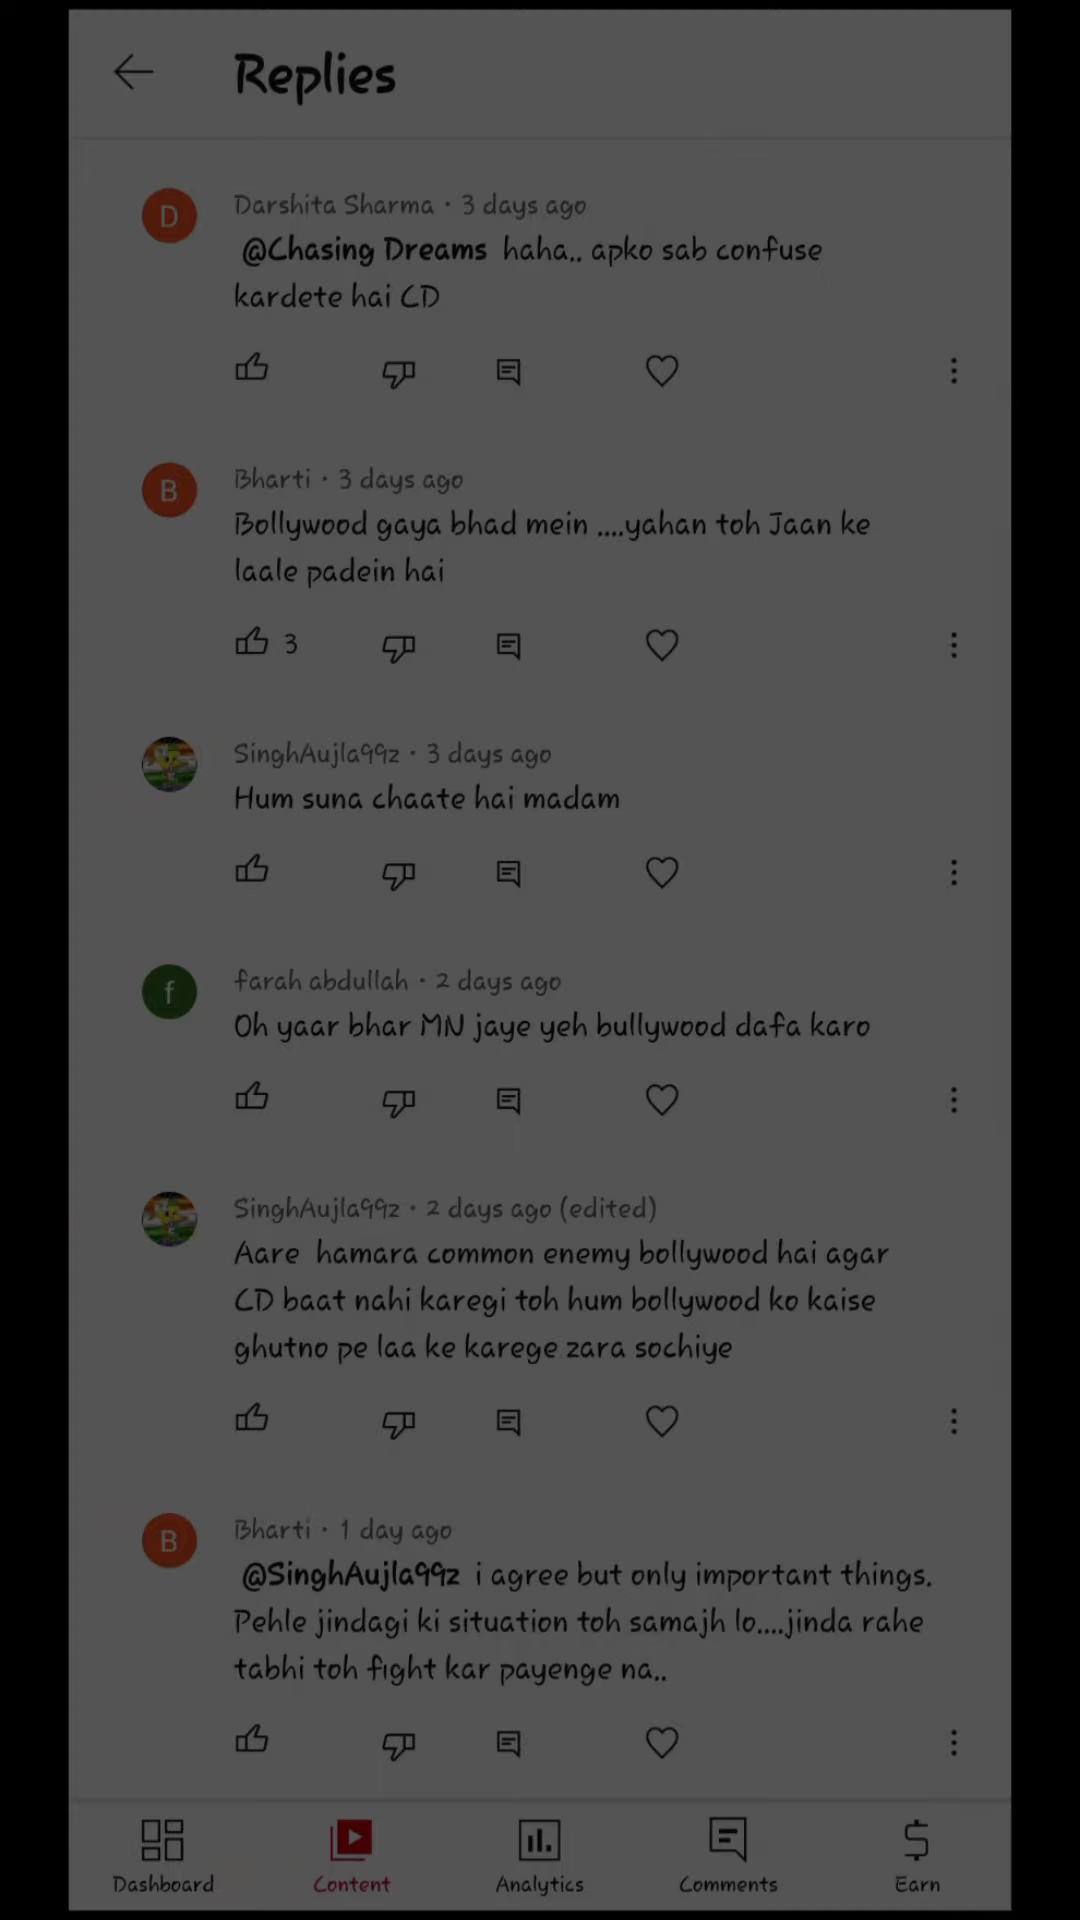 Replies
D
Darshita Sharma · 3 days ago
@Chasing Dreams haha.. apko sab confuse
kardete hai CD
B
Bharti · 3 days ago
Bollywood gaya bhad mein ....yahan toh Jaan ke
laale padein hai
3
SinghAujla99z · 3 days ago
Hum suna chaate hai madam
f
farah abdullah · 2 days ago
Oh yaar bhar MN jaye yeh bullywood dafa karo
SinghAujla99z · 2 days ago (edited)
Aare hamara common enemy bollywood hai agar
CD baat nahi karegi toh hum bollywood ko kaise
ghutno pe laa ke karege zara sochiye
B
Bharti · 1 day ago
@SinghAujla99z i agree but only important things.
Pehle jindagi ki situation toh samajh lo....jinda rahe
tabhi toh fight kar payenge na..
Dashboard Content Analytics Comments Earn